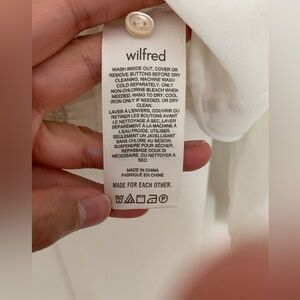 wilfred
WASH INSIDE OUT, COVER OR
REMOVE BUTTONS BEFORE DRY
CLEANING, MACHINE WASH
COLD SEPARATELY, ONLY
NON-CHLORINE BLEACH WHEN
NEEDED, HANG TO DRY, COOL
IRON ONLY IF NEEDED, OR DRY
CLEAN.
LAVER À L'ENVERS, COUVRIR OU
RETIRER LES BOUTONS AVANT
LE NETTOYAGE À SEC, LAVER
SÉPARÉMENT À LA MACHINE À
L'EAU FROIDE, UTILISER
SEULEMENT UN JAVELLISANT
SANS CHLORE AU BESOIN,
SUSPENDRE POUR SÉCHER,
REPASSAGE DOUX SI
NÉCESSAIRE, OU NETTOYER À
SEC.
MADE IN CHINA
FABRIQUÉ EN CHINE
MADE FOR EACH OTHER.